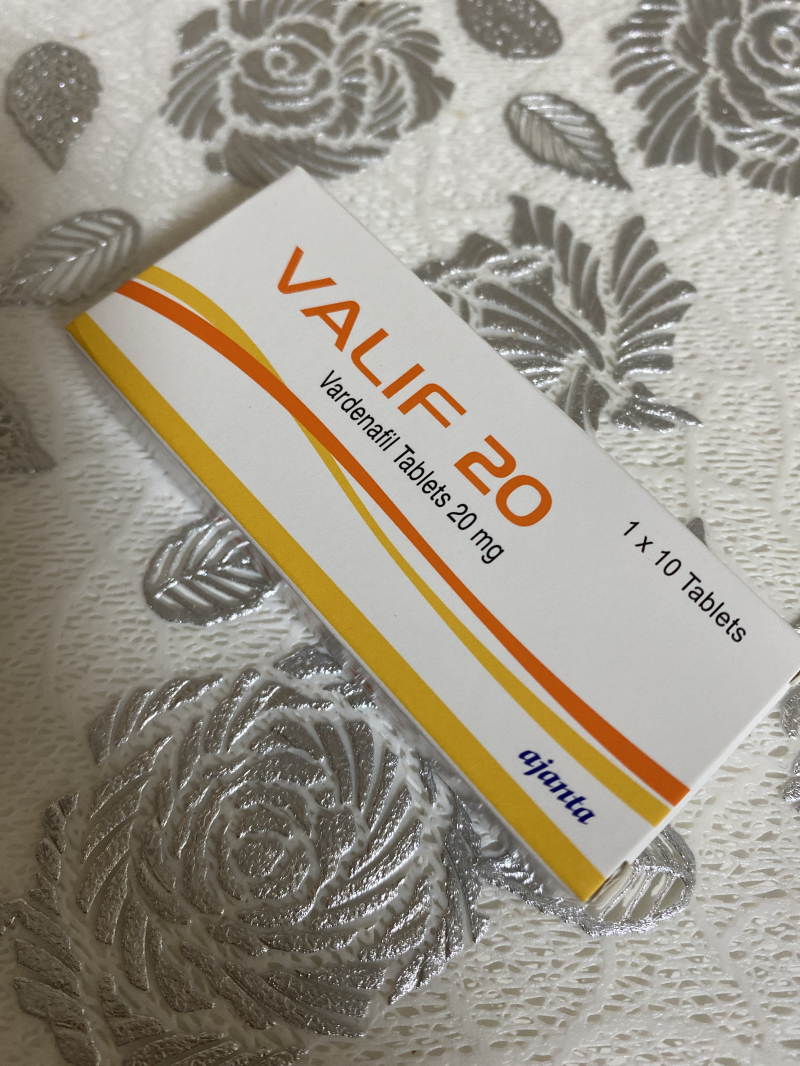 VALIF 20
Vardenafil Tablets 20 mg
1 x 10 Tablets
ajanta